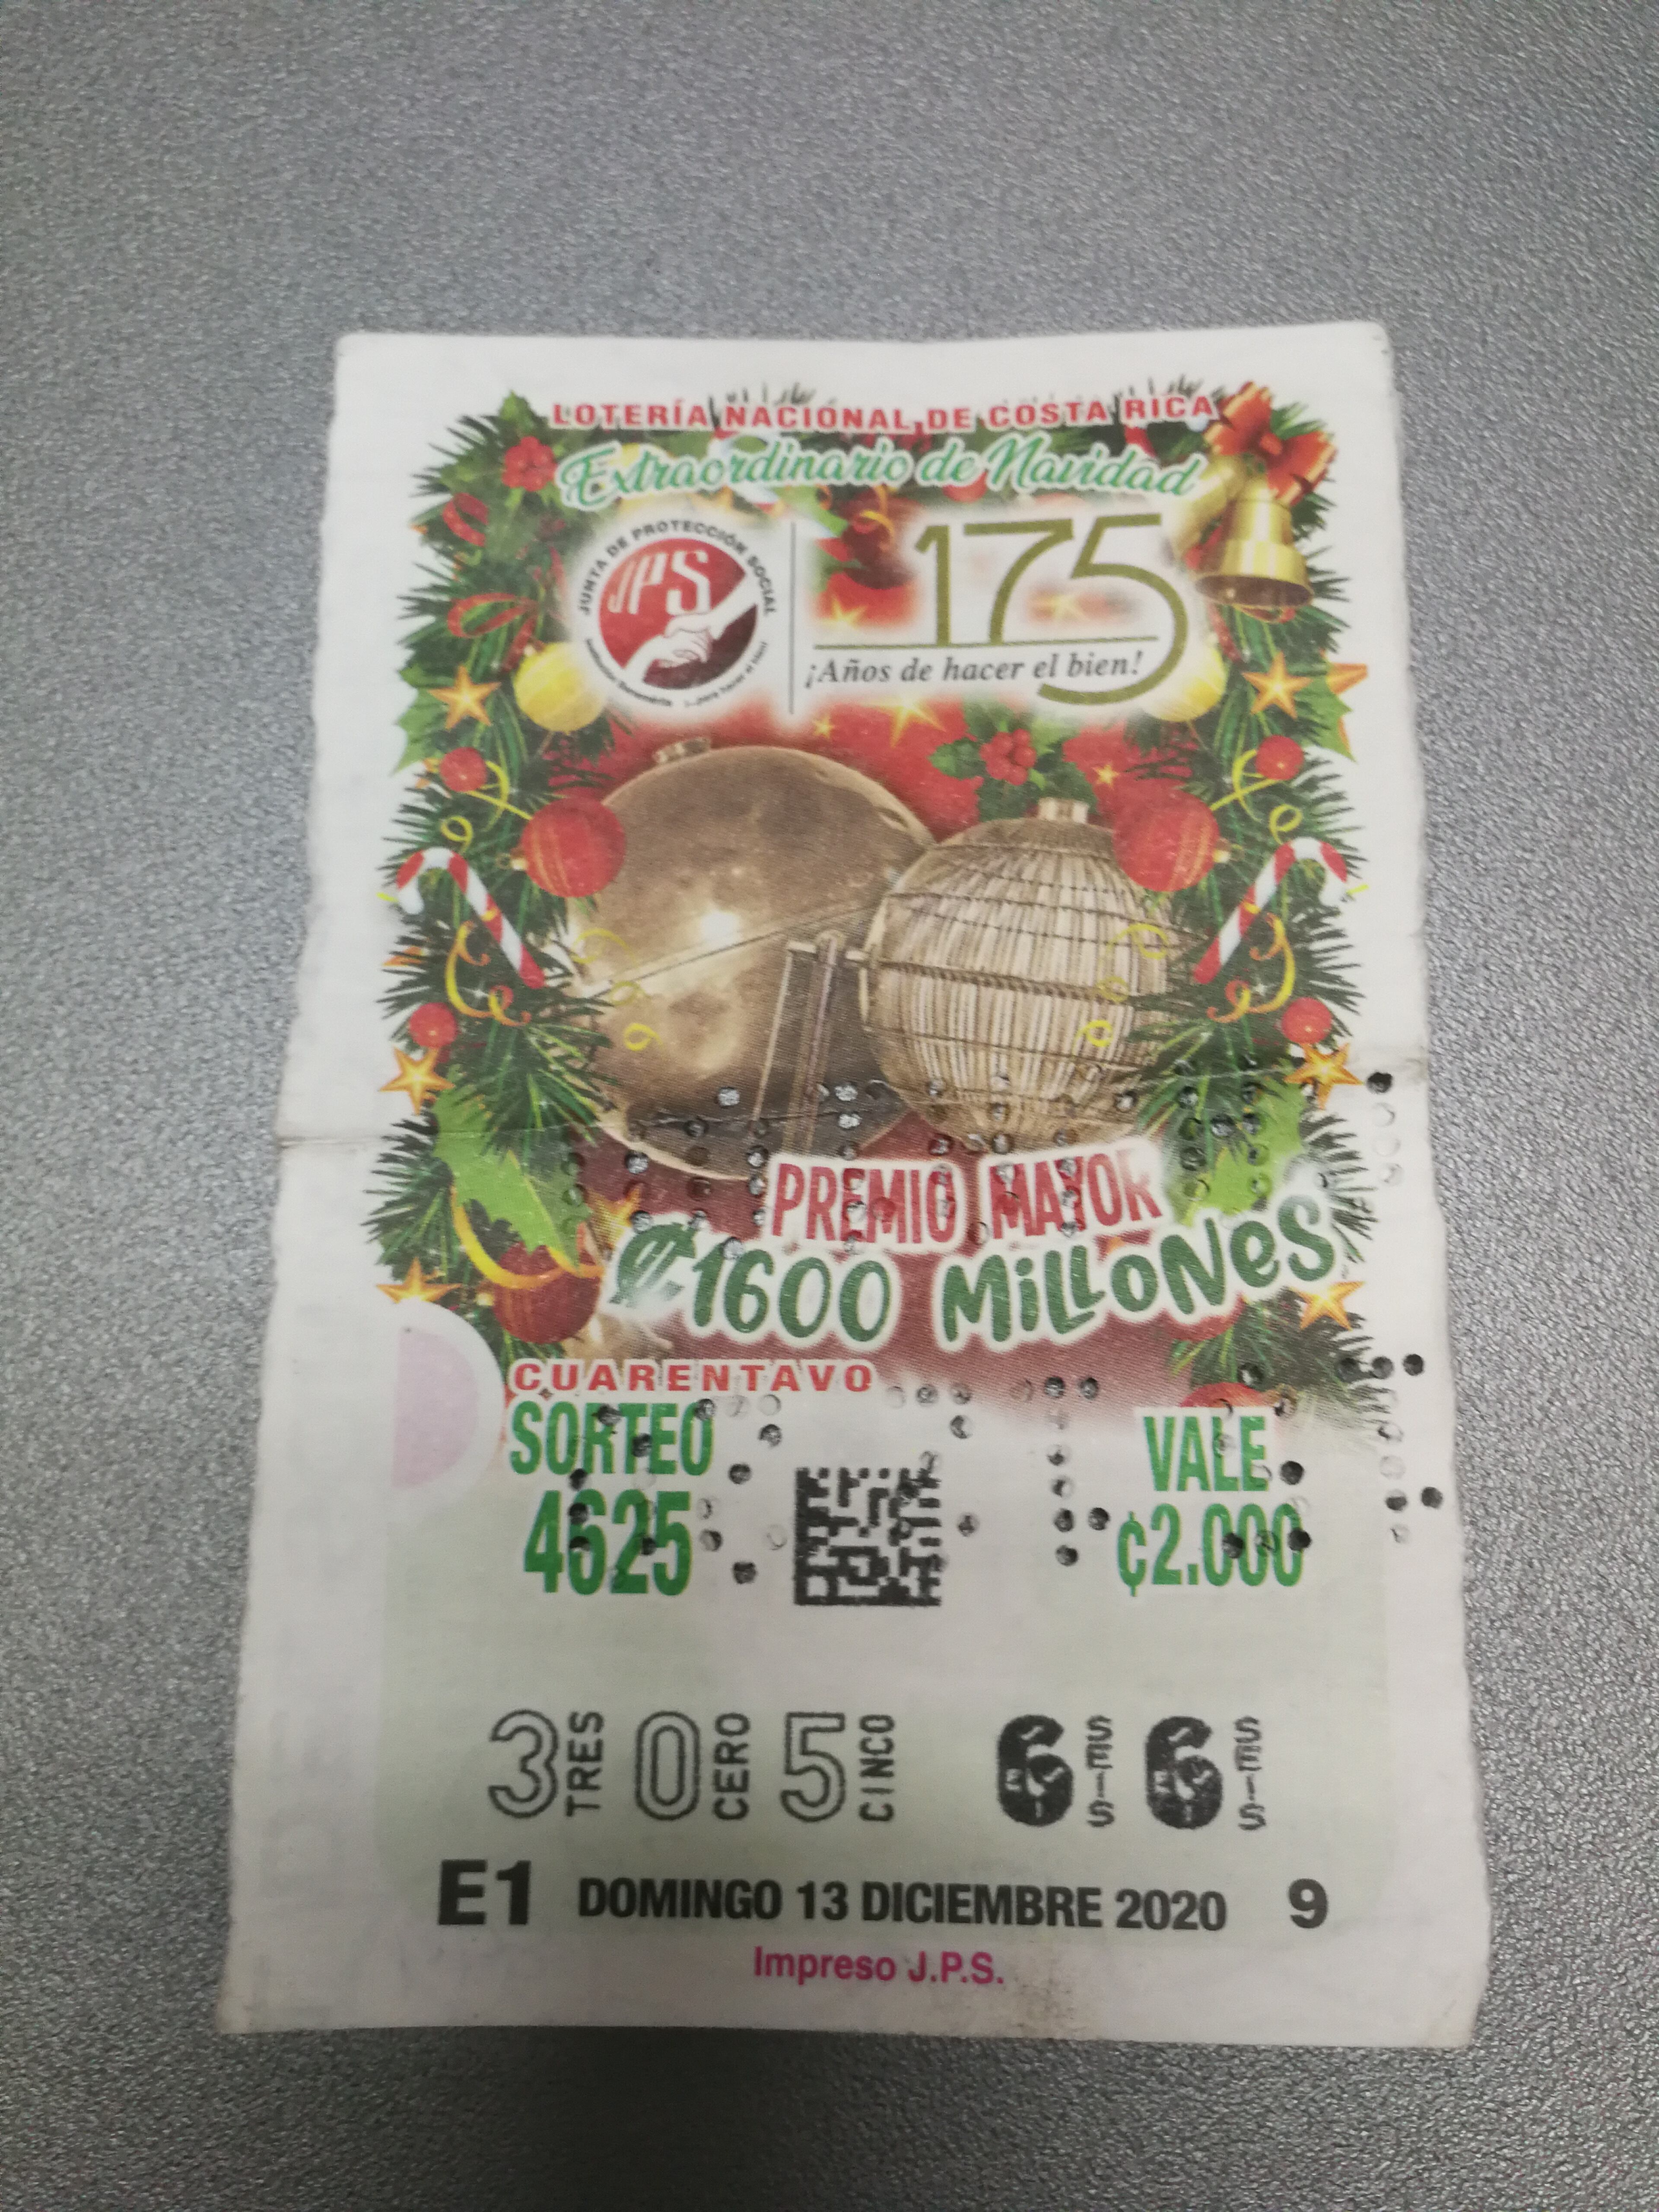 LOTERÍA NACIONAL DE COSTA RICA
Extraordinario de Navidad
JUNTA DE PROTECCIÓN SOCIAL
JPS
175
¡Años de hacer el bien!
PREMIO MAYOR
₡1600 MiLLoNeS
CUARENTAVO
SORTEO
4625
VALE
¢2.000
3 TRES 0 CERO 5 CINCO 6 SEIS 6 SEIS
E1 DOMINGO 13 DICIEMBRE 2020 9
Impreso J.P.S.